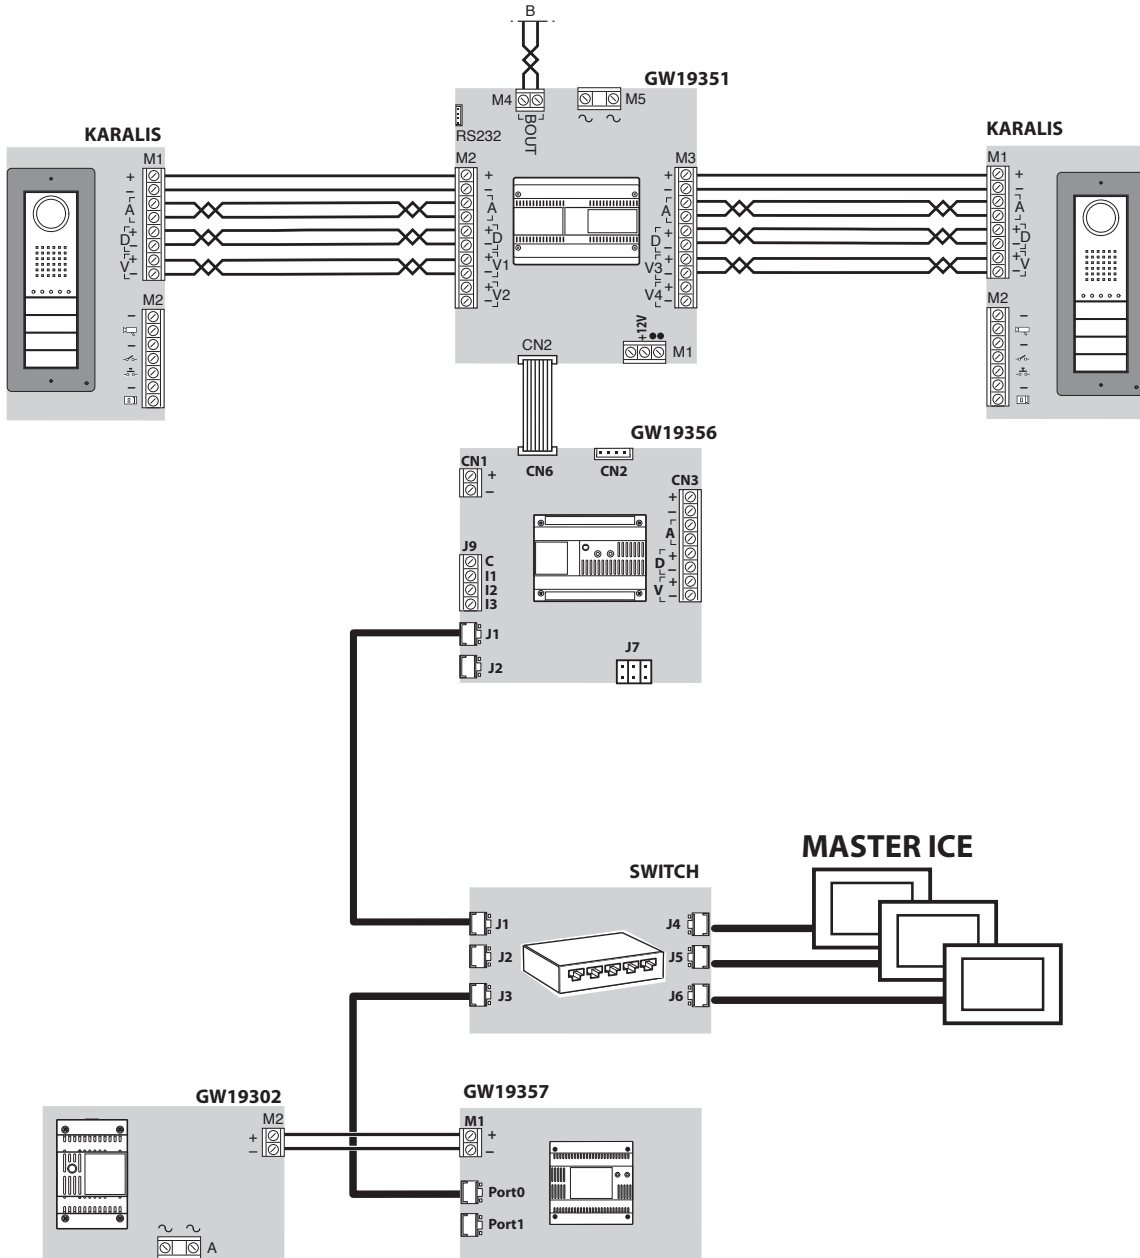 B
GW19351
M4
M5
BOUT
RS232
KARALIS
KARALIS
M1
+
−
A
D
+
−
V
+
−
M2
−
−
−
8
M2
+
−
A
+
D
−
+
V1
−
+
V2
−
M3
+
−
A
+
D
−
+
V3
−
+
V4
−
M1
+
−
A
+
D
−
+
V
−
M2
−
−
−
8
+12V
M1
CN2
GW19356
CN1
+
−
CN6
CN2
CN3
+
−
A
+
D
−
+
V
−
J9
C
I1
I2
I3
J1
J2
J7
MASTER ICE
SWITCH
J1
J2
J3
J4
J5
J6
GW19302
M2
+
−
A
GW19357
M1
+
−
Port0
Port1